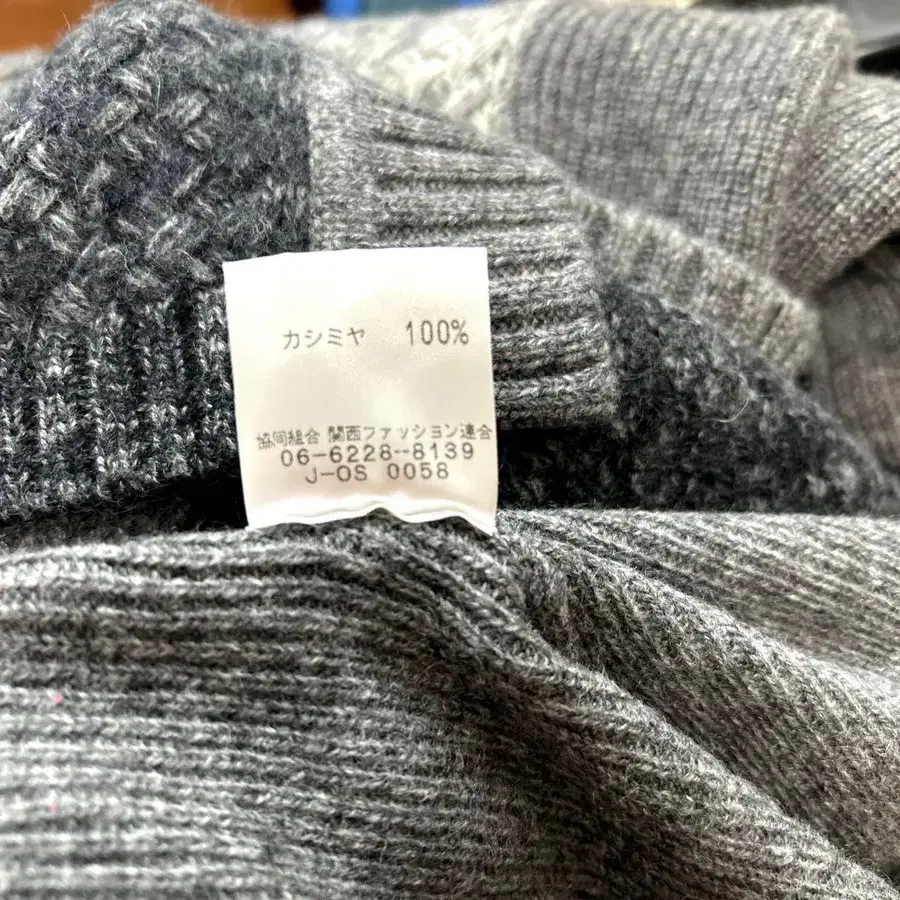 カシミヤ 100%
協同組合 関西ファッション連合
06-6228-8139
J-OS 0058